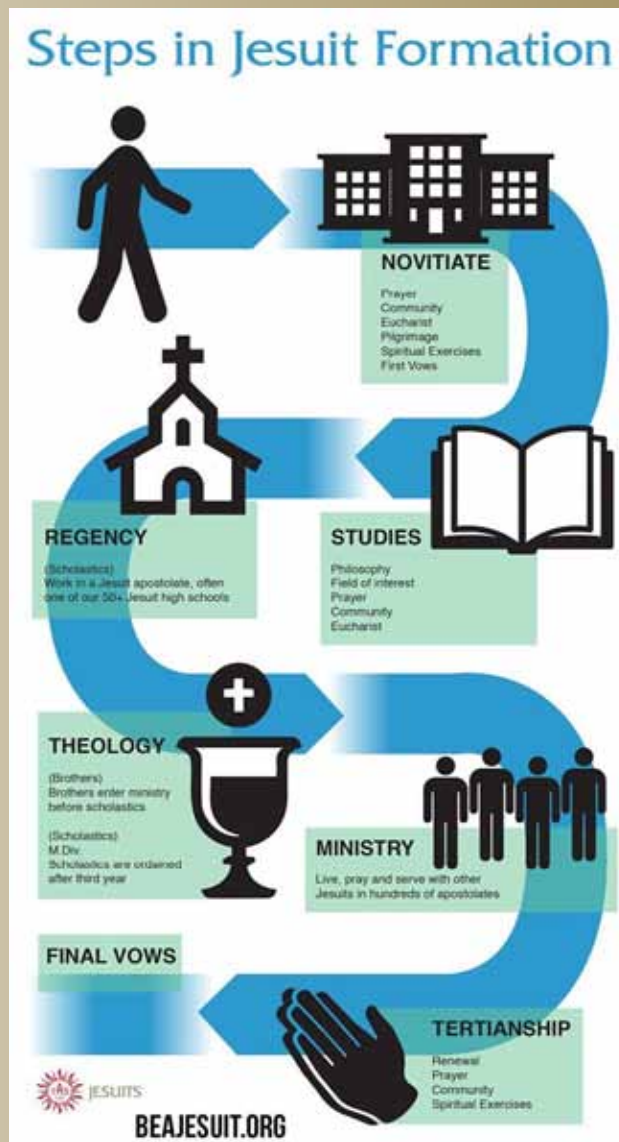 Steps in Jesuit Formation
NOVITIATE
Prayer
Community
Eucharist
Pilgrimage
Spiritual Exercises
First Vows
STUDIES
Philosophy
Field of interest
Prayer
Community
Eucharist
REGENCY
(Scholastics)
Work in a Jesuit apostolate, often
one of our 50+ Jesuit high schools
THEOLOGY
(Brothers)
Brothers enter ministry
before scholastics
(Scholastics)
M.Div.
Scholastics are ordained
after third year
MINISTRY
Live, pray and serve with other
Jesuits in hundreds of apostolates
TERTIANSHIP
Renewal
Prayer
Community
Spiritual Exercises
FINAL VOWS
IHS
JESUITS
BEAJESUIT.ORG